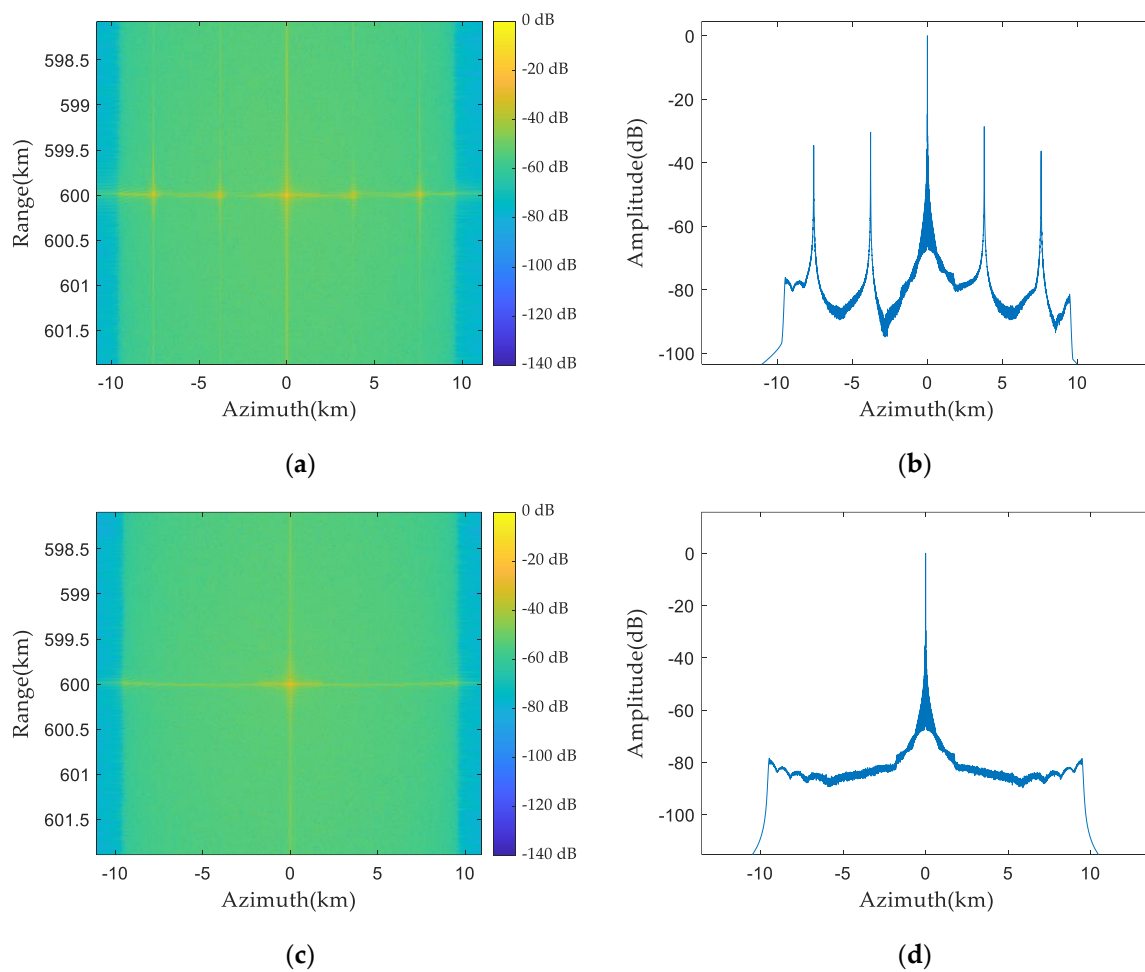 0 dB
-20 dB
-40 dB
-60 dB
-80 dB
-100 dB
-120 dB
-140 dB
598.5
599
599.5
600
600.5
601
601.5
Range(km)
-10 -5 0 5 10
Azimuth(km)
(a)
0
-20
-40
-60
-80
-100
Amplitude(dB)
-10 -5 0 5 10
Azimuth(km)
(b)
0 dB
-20 dB
-40 dB
-60 dB
-80 dB
-100 dB
-120 dB
-140 dB
598.5
599
599.5
600
600.5
601
601.5
Range(km)
-10 -5 0 5 10
Azimuth(km)
(c)
0
-20
-40
-60
-80
-100
Amplitude(dB)
-10 -5 0 5 10
Azimuth(km)
(d)